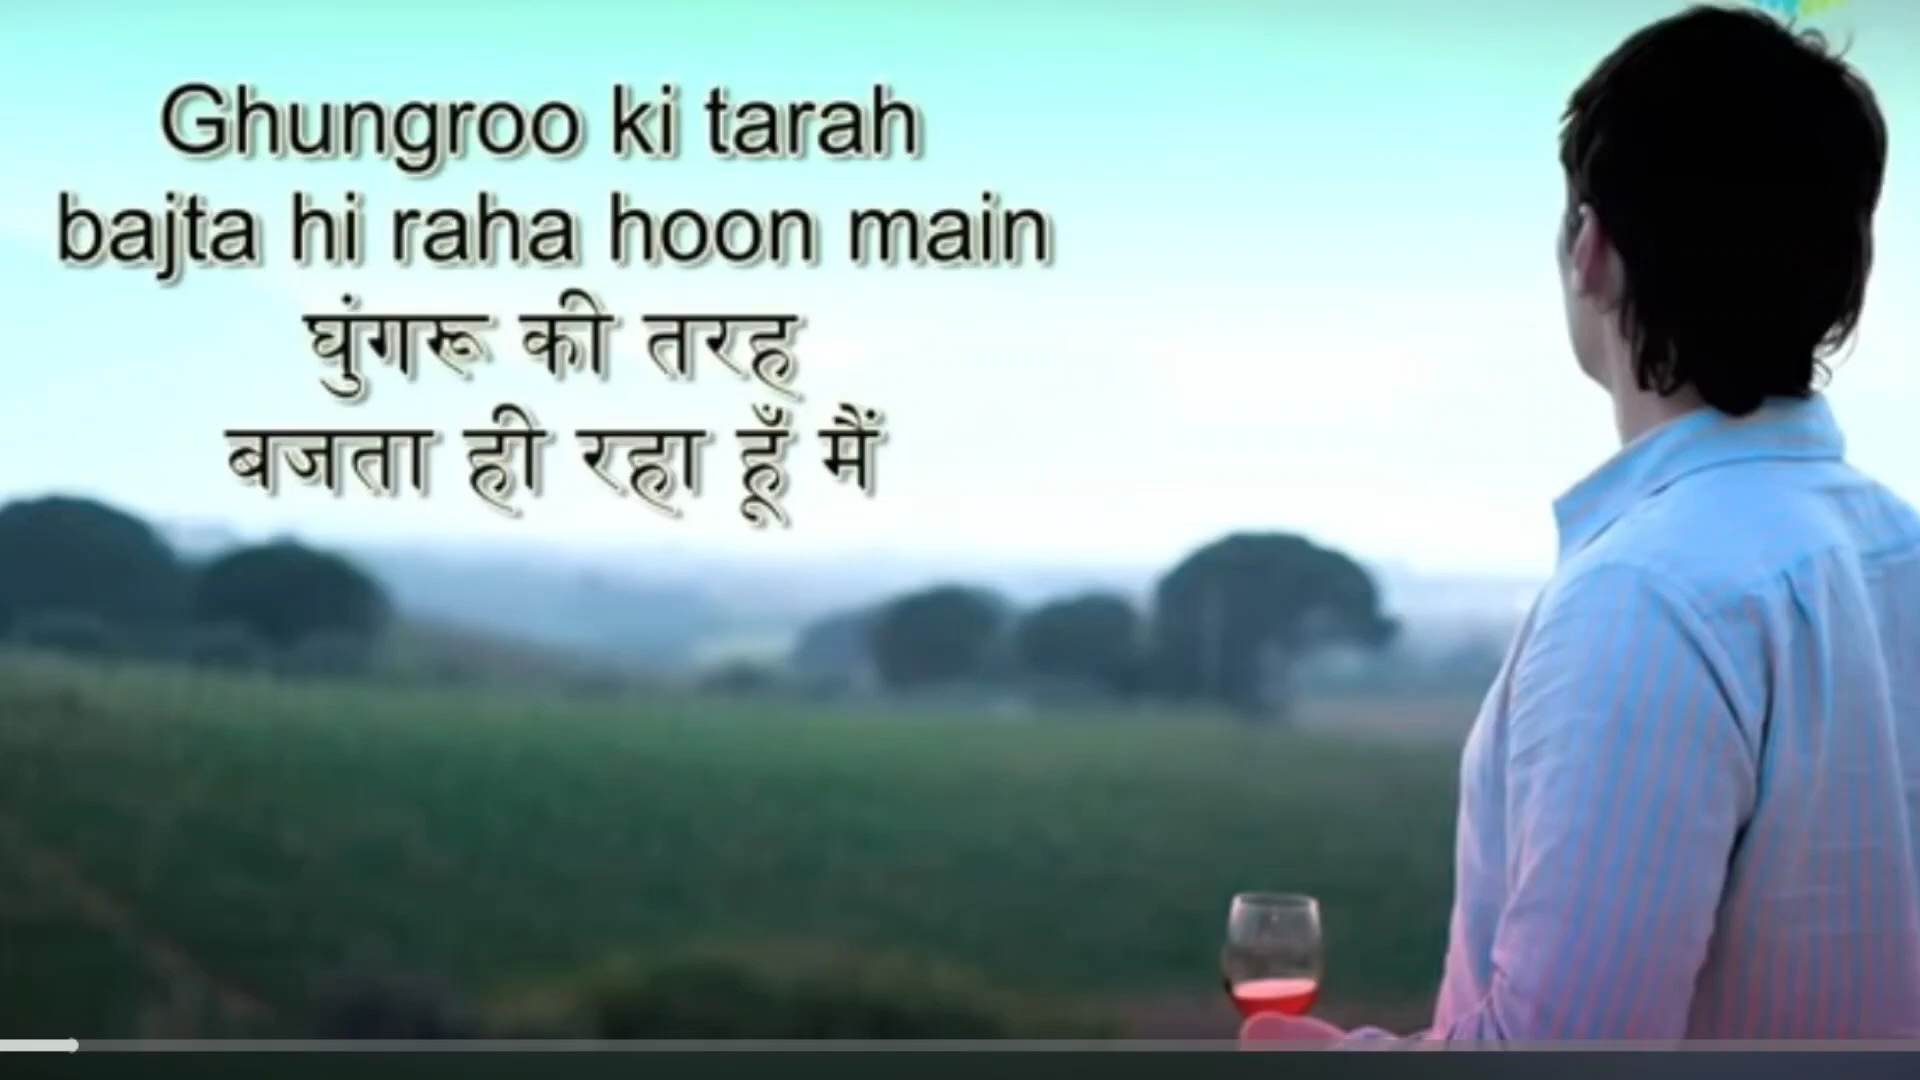 Ghungroo ki tarah
bajta hi raha hoon main
घुंगरू की तरह
बजता ही रहा हूँ मैं